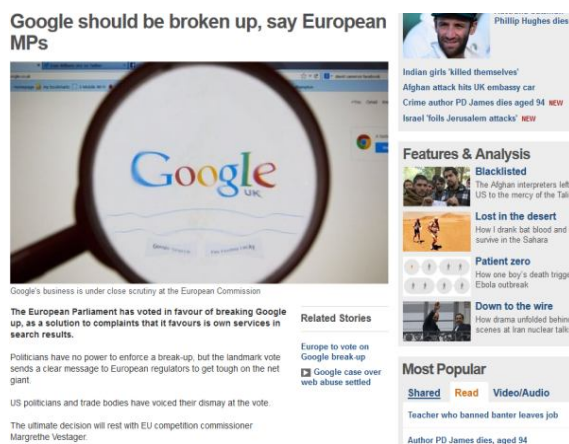 Google should be broken up, say European
MPs
Google
UK
Google's business is under close scrutiny at the European Commission
The European Parliament has voted in favour of breaking Google
up, as a solution to complaints that it favours is own services in
search results.
Politicians have no power to enforce a break-up, but the landmark vote
sends a clear message to European regulators to get tough on the net
giant.
US politicians and trade bodies have voiced their dismay at the vote.
The ultimate decision will rest with EU competition commissioner
Margrethe Vestager.
Related Stories
Europe to vote on
Google break-up
Google case over
web abuse settled
Phillip Hughes dies
Indian girls 'killed themselves'
Afghan attack hits UK embassy car
Crime author PD James dies aged 94 NEW
Israel 'foils Jerusalem attacks' NEW
Features & Analysis
Blacklisted
The Afghan interpreters left
US to the mercy of the
Lost in the desert
How I drank bat blood and
survive in the Sahara
Patient zero
How one boy's death
Ebola outbreak
Down to the wire
How drama unfolded
scenes at Iran nuclear
Most Popular
Shared Read Video/Audio
Teacher who banned banter leaves job
Author PD James dies, aged 94